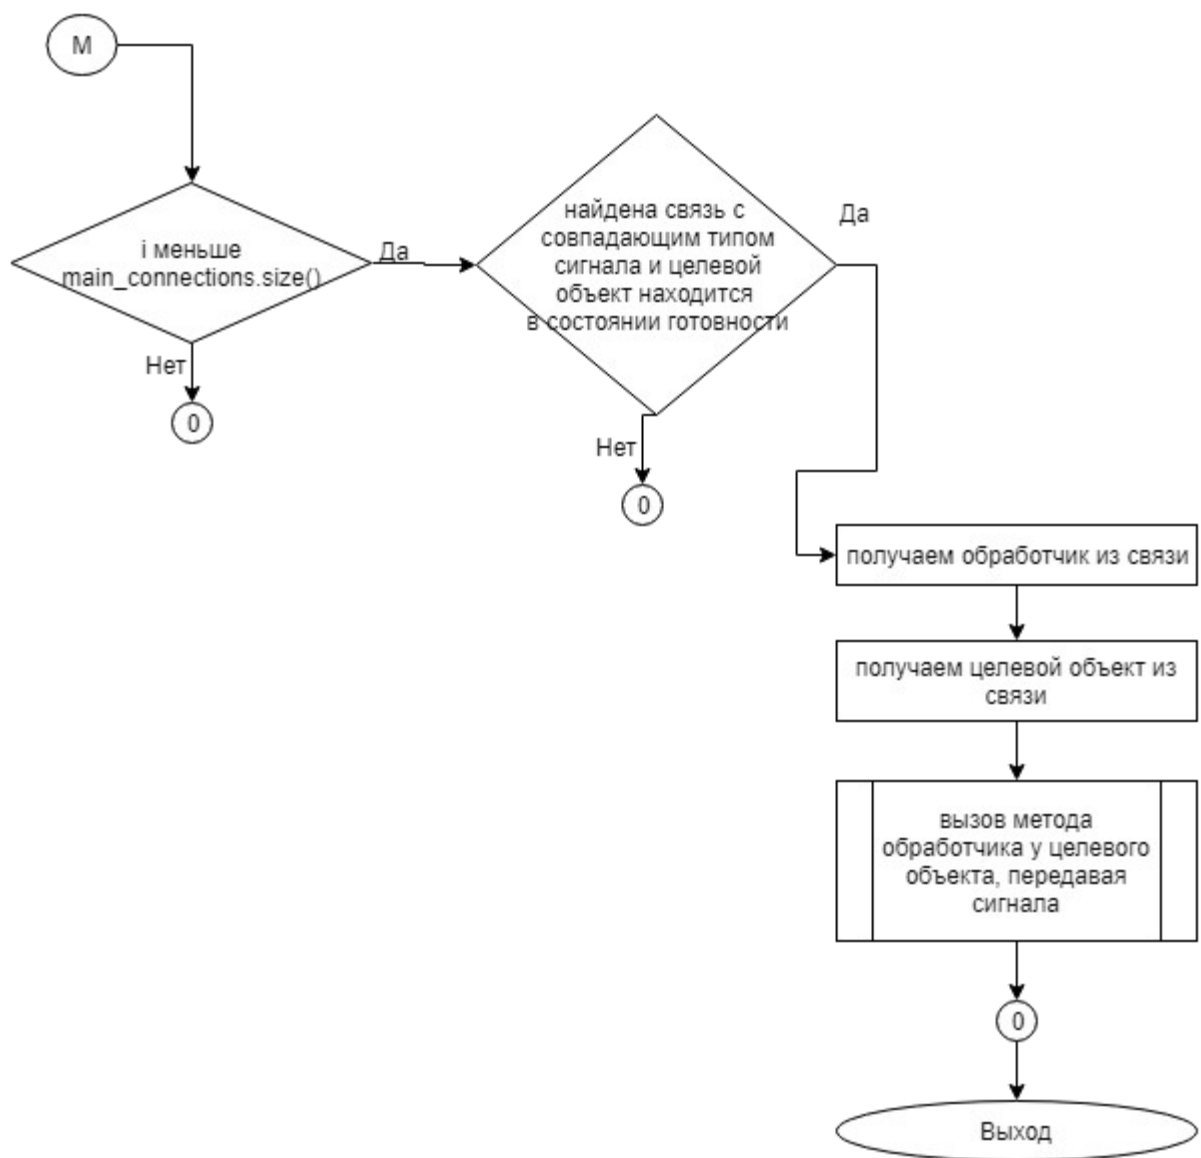 M
i меньше
main_connections.size()
Да
Нет
0
найдена связь с
совпадающим типом
сигнала и целевой
объект находится
в состоянии готовности
Да
Нет
0
получаем обработчик из связи
получаем целевой объект из
связи
вызов метода
обработчика у целевого
объекта, передавая
сигнала
0
Выход